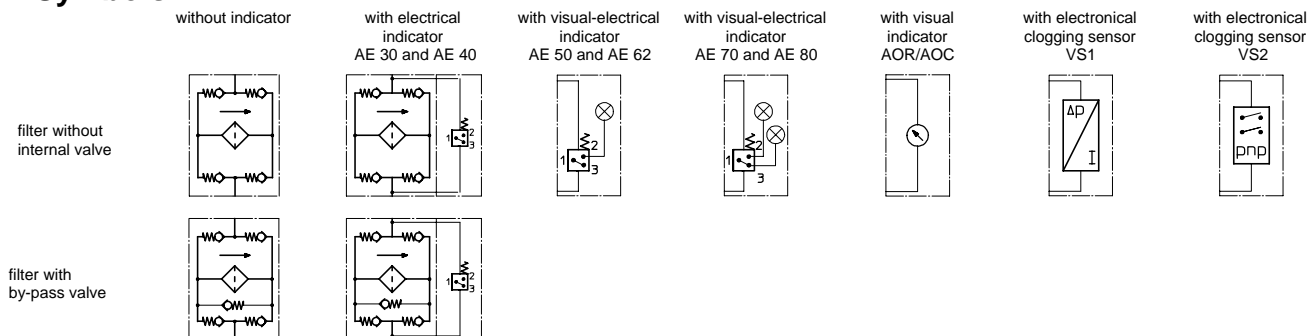 without indicator
with electrical
indicator
AE 30 and AE 40
with visual-electrical
indicator
AE 50 and AE 62
with visual-electrical
indicator
AE 70 and AE 80
with visual
indicator
AOR/AOC
with electronical
clogging sensor
VS1
with electronical
clogging sensor
VS2
filter without
internal valve
1 2
3
1 2
3
1 2
3
Δp
I
pnp
filter with
by-pass valve
1 2
3